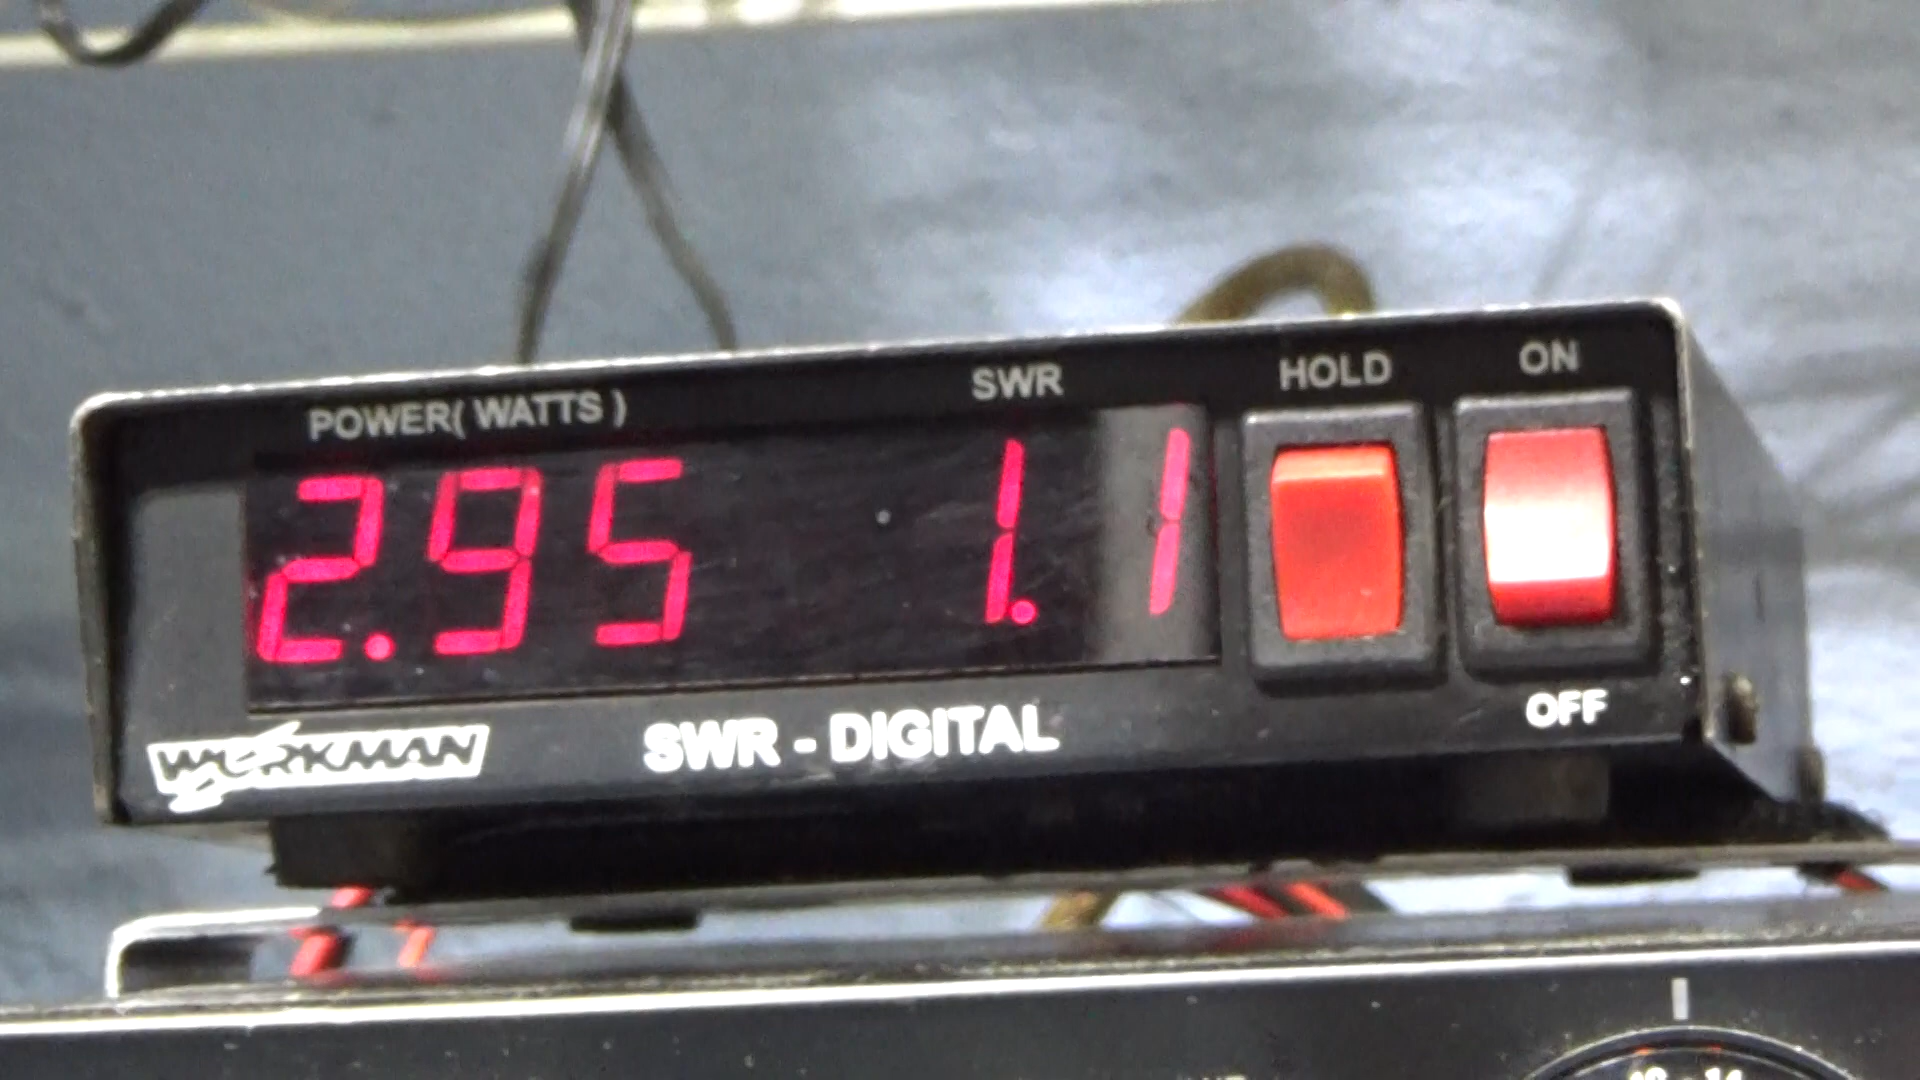 POWER( WATTS ) SWR HOLD ON
2.95 1.1
WORKMAN SWR - DIGITAL OFF